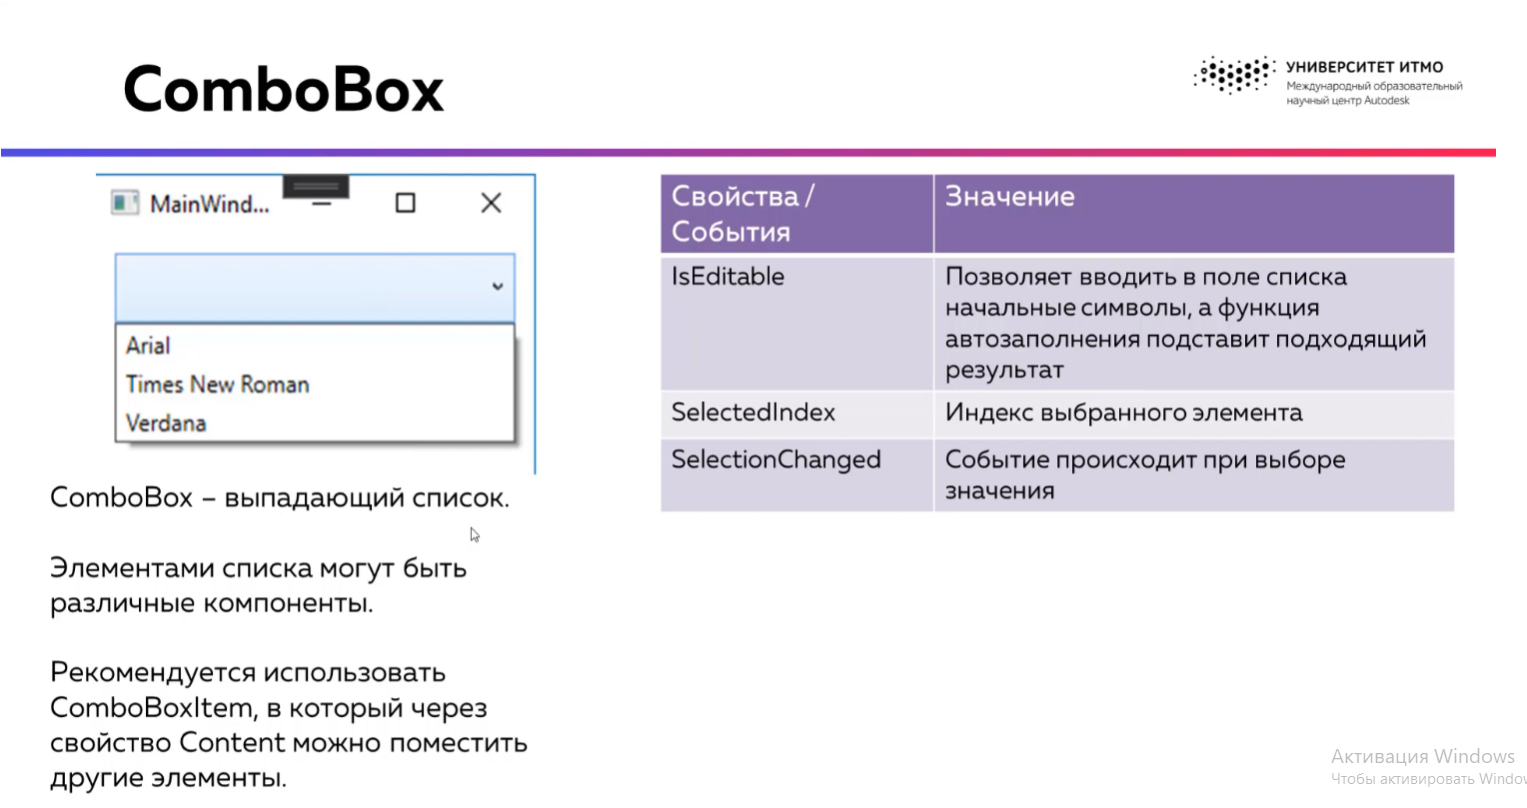 ComboBox
УНИВЕРСИТЕТ ИТМО
Международный образовательный
научный центр Autodesk
MainWind...
Arial
Times New Roman
Verdana
ComboBox – выпадающий список.
Элементами списка могут быть
различные компоненты.
Рекомендуется использовать
ComboBoxItem, в который через
свойство Content можно поместить
другие элементы.
Свойства /
События
Значение
IsEditable
Позволяет вводить в поле списка
начальные символы, а функция
автозаполнения подставит подходящий
результат
SelectedIndex
Индекс выбранного элемента
SelectionChanged
Событие происходит при выборе
значения
Активация Windows
Чтобы активировать Windov